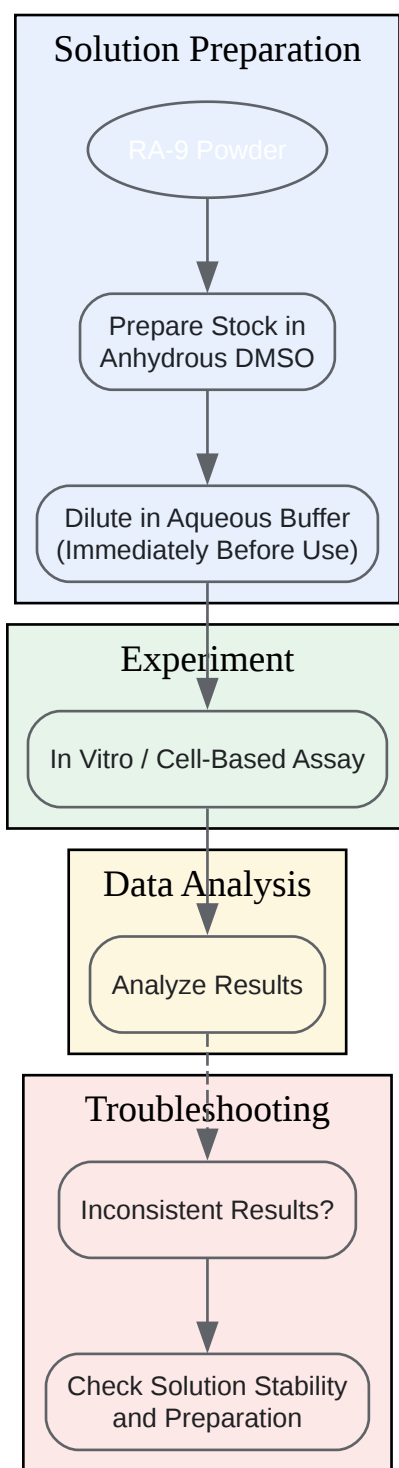 Solution Preparation
RA-9 Powder
Prepare Stock in
Anhydrous DMSO
Dilute in Aqueous Buffer
(Immediately Before Use)
Experiment
In Vitro / Cell-Based Assay
Data Analysis
Analyze Results
Troubleshooting
Inconsistent Results?
Check Solution Stability
and Preparation